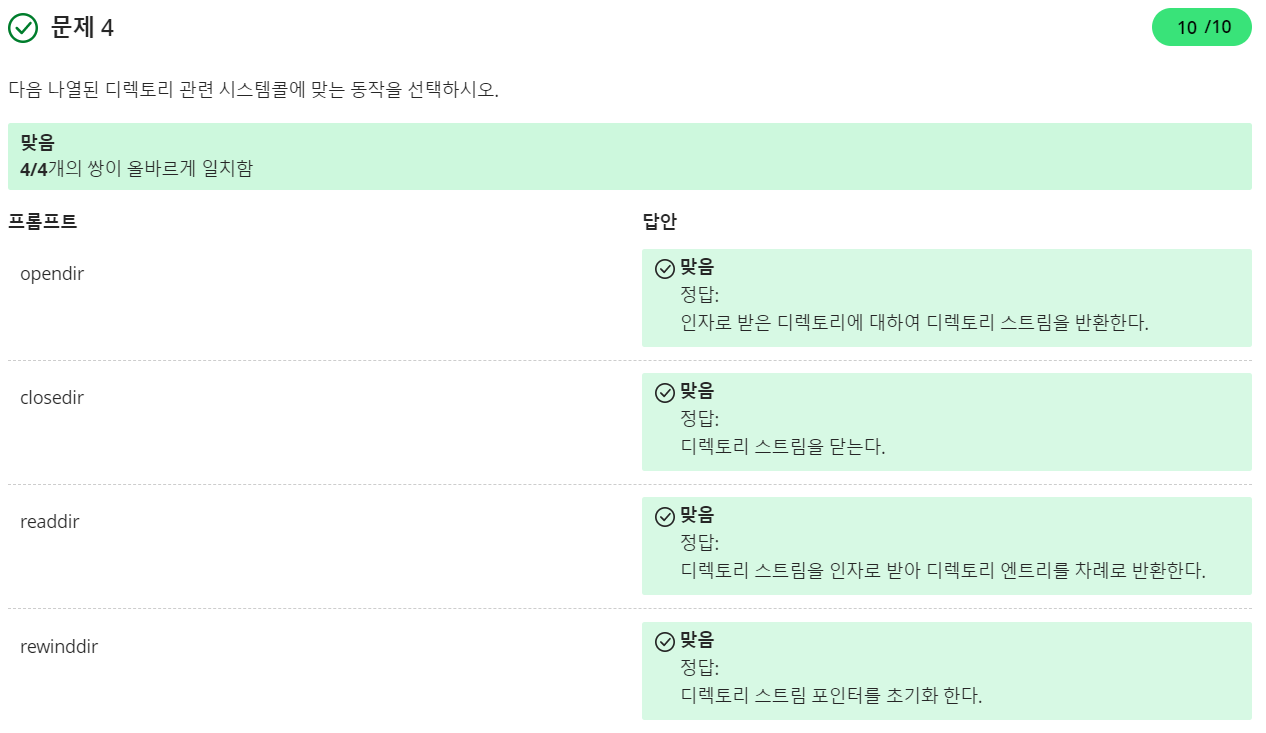 문제 4
10 /10
다음 나열된 디렉토리 관련 시스템콜에 맞는 동작을 선택하시오.
맞음
4/4개의 쌍이 올바르게 일치함
프롬프트
답안
opendir
맞음
정답:
인자로 받은 디렉토리에 대하여 디렉토리 스트림을 반환한다.
closedir
맞음
정답:
디렉토리 스트림을 닫는다.
readdir
맞음
정답:
디렉토리 스트림을 인자로 받아 디렉토리 엔트리를 차례로 반환한다.
rewinddir
맞음
정답:
디렉토리 스트림 포인터를 초기화 한다.